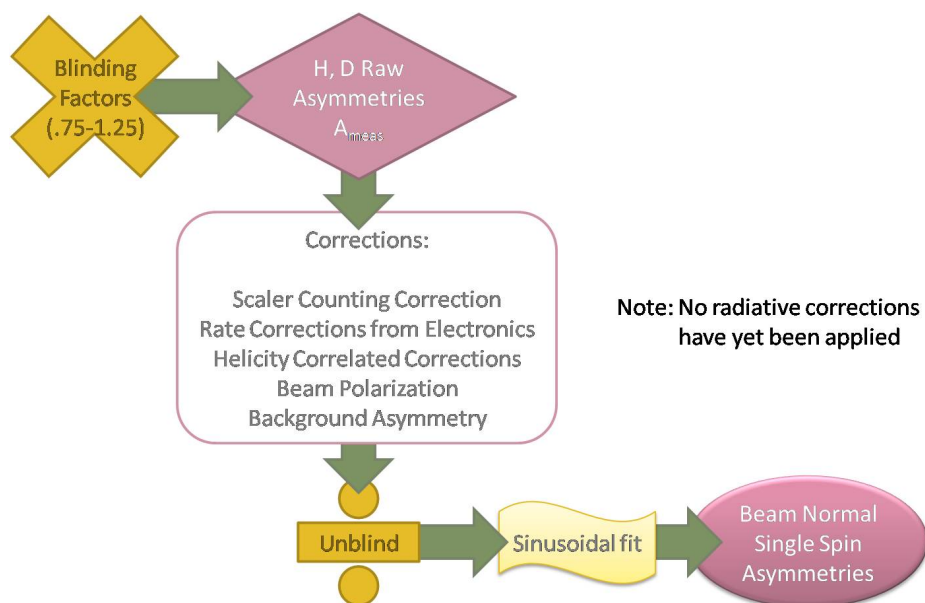 Blinding
Factors
(.75-1.25)
H, D Raw
Asymmetries
Ameas
Corrections:
Scaler Counting Correction
Rate Corrections from Electronics
Helicity Correlated Corrections
Beam Polarization
Background Asymmetry
Note: No radiative corrections
have yet been applied
Unblind
Sinusoidal fit
Beam Normal
Single Spin
Asymmetries